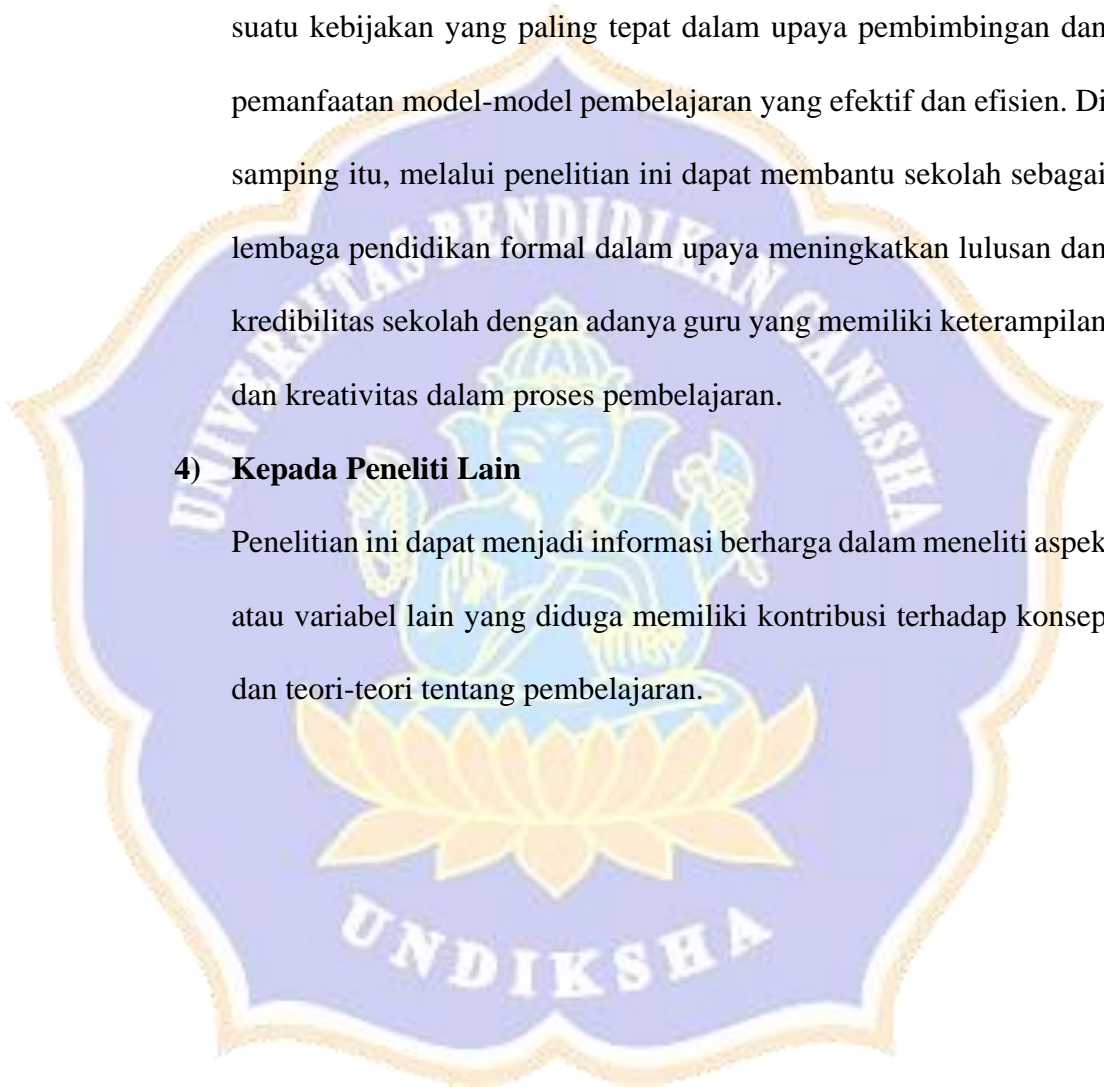 suatu kebijakan yang paling tepat dalam upaya pembimbingan dan
pemanfaatan model-model pembelajaran yang efektif dan efisien. Di
samping itu, melalui penelitian ini dapat membantu sekolah sebagai
lembaga pendidikan formal dalam upaya meningkatkan lulusan dan
kredibilitas sekolah dengan adanya guru yang memiliki keterampilan
dan kreativitas dalam proses pembelajaran.
4) Kepada Peneliti Lain
Penelitian ini dapat menjadi informasi berharga dalam meneliti aspek
atau variabel lain yang diduga memiliki kontribusi terhadap konsep
dan teori-teori tentang pembelajaran.
UNIVERSITAS PENDIDIKAN GANESHA
UNDIKSHA